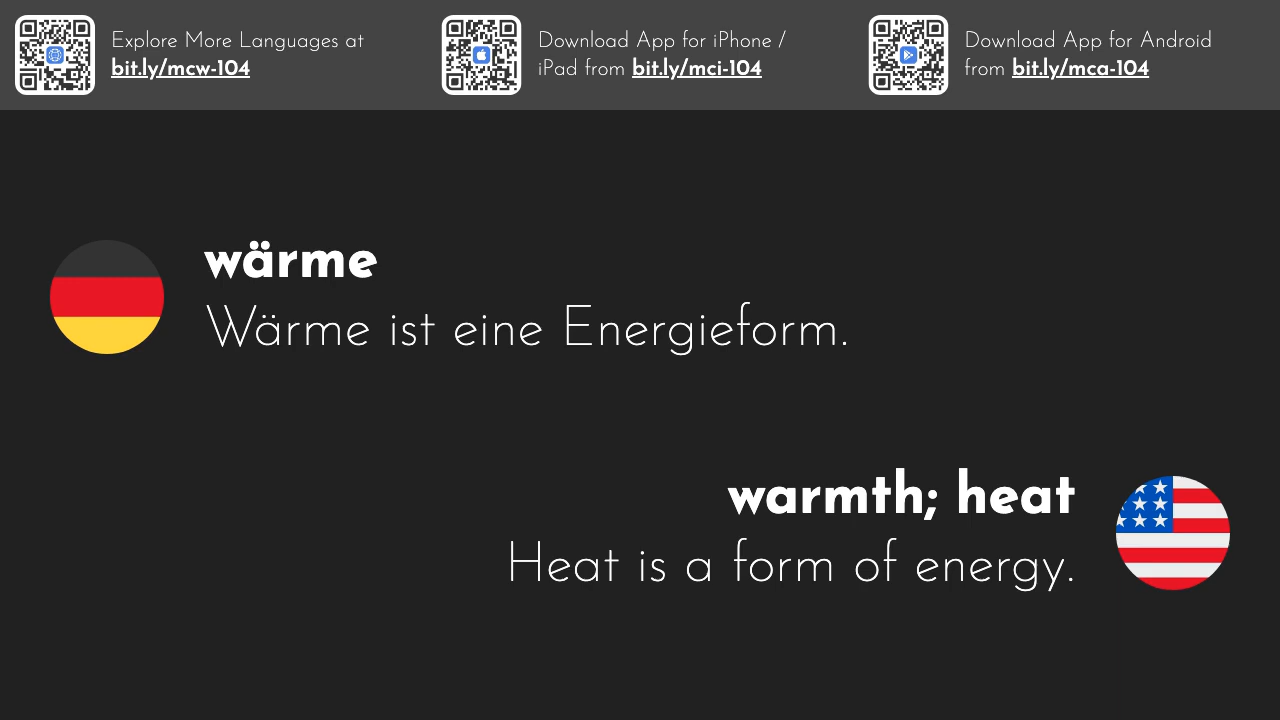 Explore More Languages at
bit.ly/mcw-104
Download App for iPhone /
iPad from bit.ly/mci-104
Download App for Android
from bit.ly/mca-104
wärme
Wärme ist eine Energieform.
warmth; heat
Heat is a form of energy.